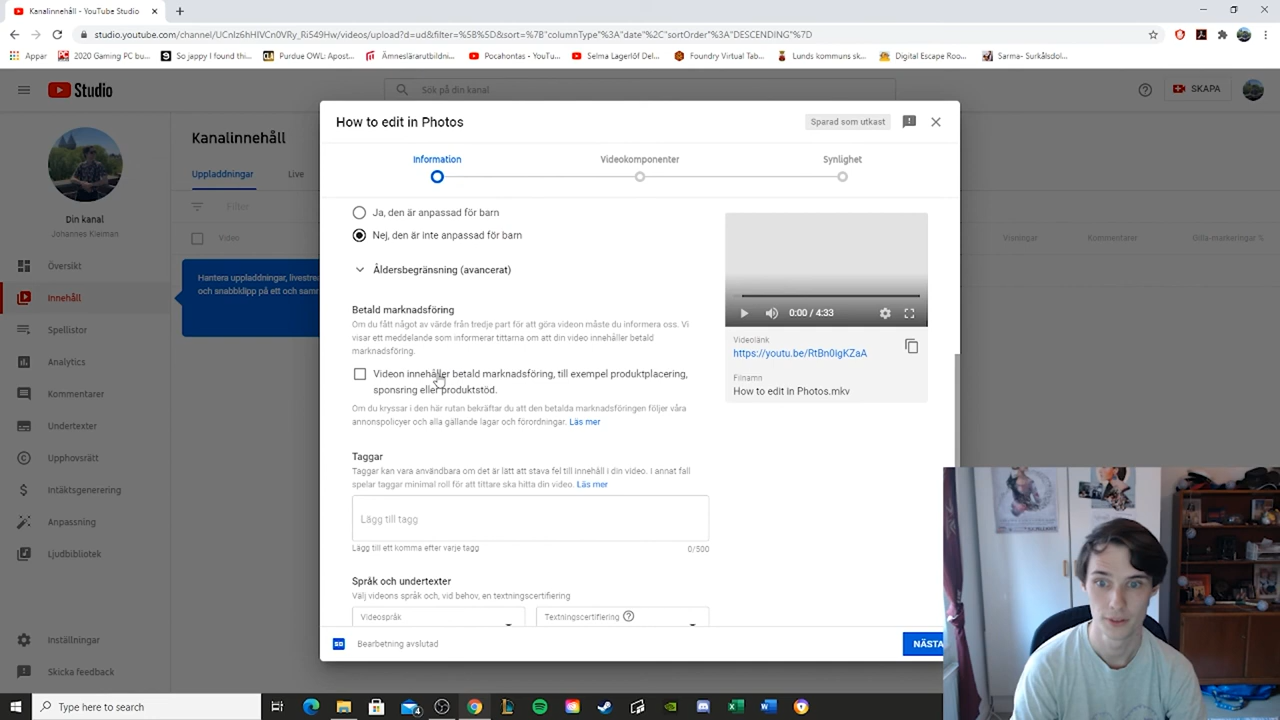 Kanalinnehåll - YouTube Studio
studio.youtube.com/channel/UCnIz6hHIVCn0VRy_Ri549Hw/videos/upload?d=ud&filter=%5B%5D&sort=%7B"columnType"%3A"date"%2C"sortOrder"%3A"DESCENDING"%7D
Appar
2020 Gaming PC bu...
So jappy I found thi...
Purdue OWL: Apost...
Ämneslärarutbildni...
Pocahontas - YouTu...
Selma Lagerlöf Del...
Foundry Virtual Tab...
Lunds kommuns sk...
Digital Escape Roo...
Sarma- Surkålsdol...
Studio
Sök på din kanal
SKAPA
Din kanal
Johannes Kleiman
Översikt
Innehåll
Spellistor
Analytics
Kommentarer
Undertexter
Upphovsrätt
Intäktsgenerering
Anpassning
Ljudbibliotek
Inställningar
Skicka feedback
Kanalinnehåll
Uppladdningar
Live
Filter
Video
Visningar
Kommentarer
Gilla-markeringar %
Hantera uppladdningar, livestrea
och snabbldipp på ett och sam
How to edit in Photos
Sparad som utkast
Information
Videokomponenter
Synlighet
Ja, den är anpassad för barn
Nej, den är inte anpassad för barn
Åldersbegränsning (avancerat)
Betald marknadsföring
Om du fått något av värde från tredje part för att göra videon måste du informera oss. Vi
visar ett meddelande som informerar tittarna om att din video innehåller betald
marknadsföring.
Videon innehåller betald marknadsföring, till exempel produktplacering,
sponsring eller produktstöd.
Om du kryssar i den här rutan bekräftar du att den betalda marknadsföringen följer våra
annonspolicyer och alla gällande lagar och förordningar. Läs mer
Taggar
Taggar kan vara användbara om det är lätt att stava fel till innehåll i din video. I annat fall
spelar taggar minimal roll för att tittare ska hitta din video. Läs mer
Lägg till tagg
Lägg till ett komma efter varje tagg
0/500
Språk och undertexter
Välj videons språk och, vid behov, en textningscertifiering
Videospråk
Textningscertifiering
0:00 / 4:33
Videolänk
https://youtu.be/RtBn0igKZaA
Filnamn
How to edit in Photos.mkv
Bearbetning avslutad
NÄSTA
Type here to search